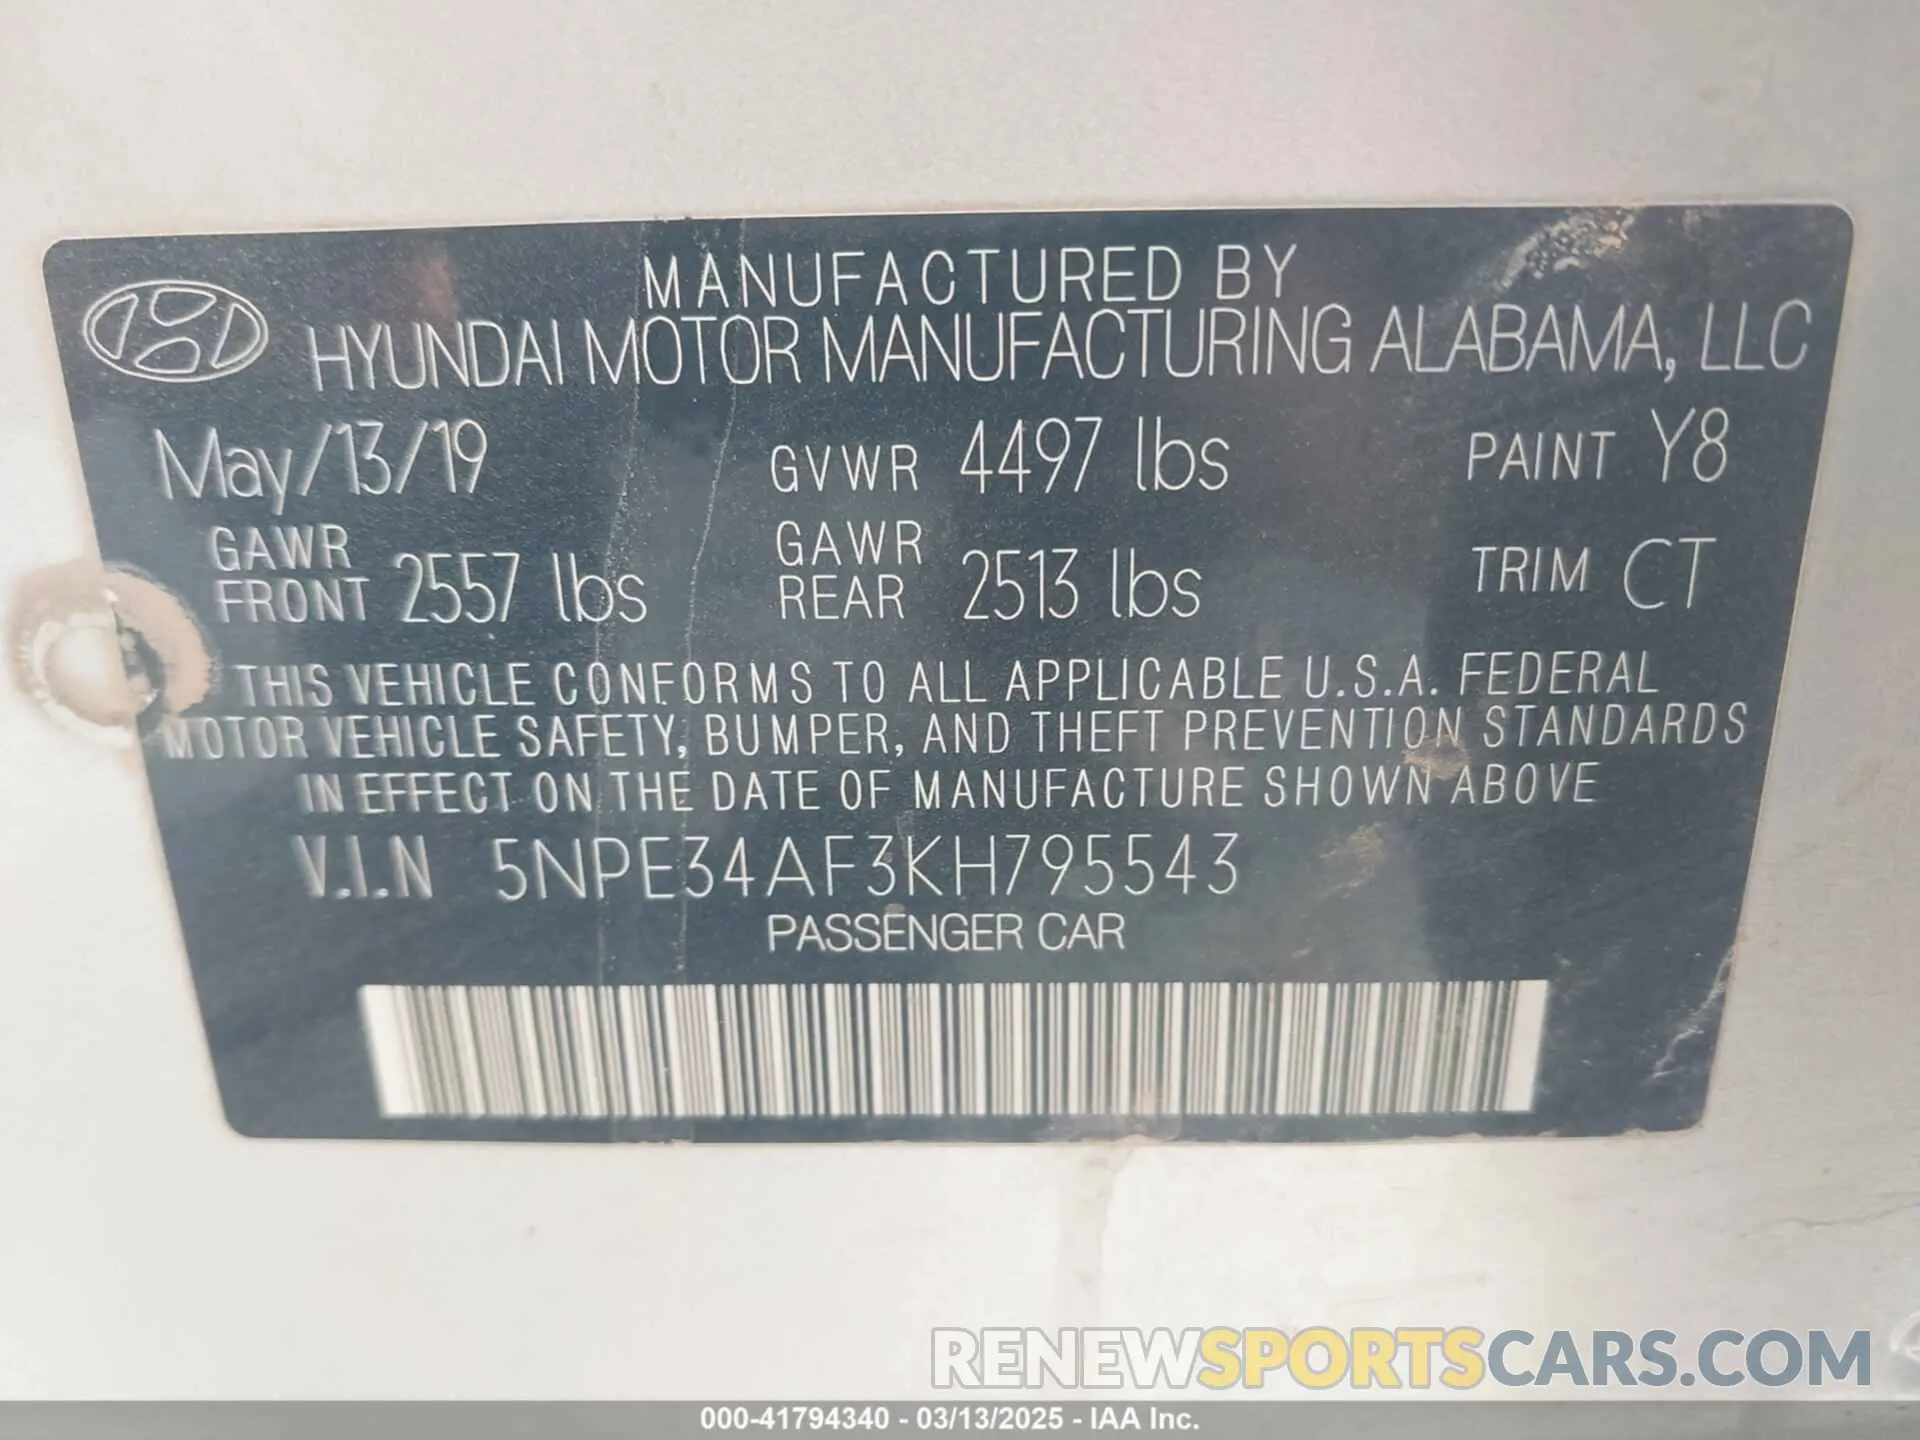 MANUFACTURED BY
HYUNDAI MOTOR MANUFACTURING ALABAMA, LLC
May/13/19 GVWR 4497 lbs PAINT Y8
GAWR FRONT 2557 lbs GAWR REAR 2513 lbs TRIM CT
THIS VEHICLE CONFORMS TO ALL APPLICABLE U.S.A. FEDERAL
MOTOR VEHICLE SAFETY, BUMPER, AND THEFT PREVENTION STANDARDS
IN EFFECT ON THE DATE OF MANUFACTURE SHOWN ABOVE
V.I.N 5NPE34AF3KH795543
PASSENGER CAR
RENEWSPORTSCARS.COM
000-41794340 - 03/13/2025 - IAA Inc.